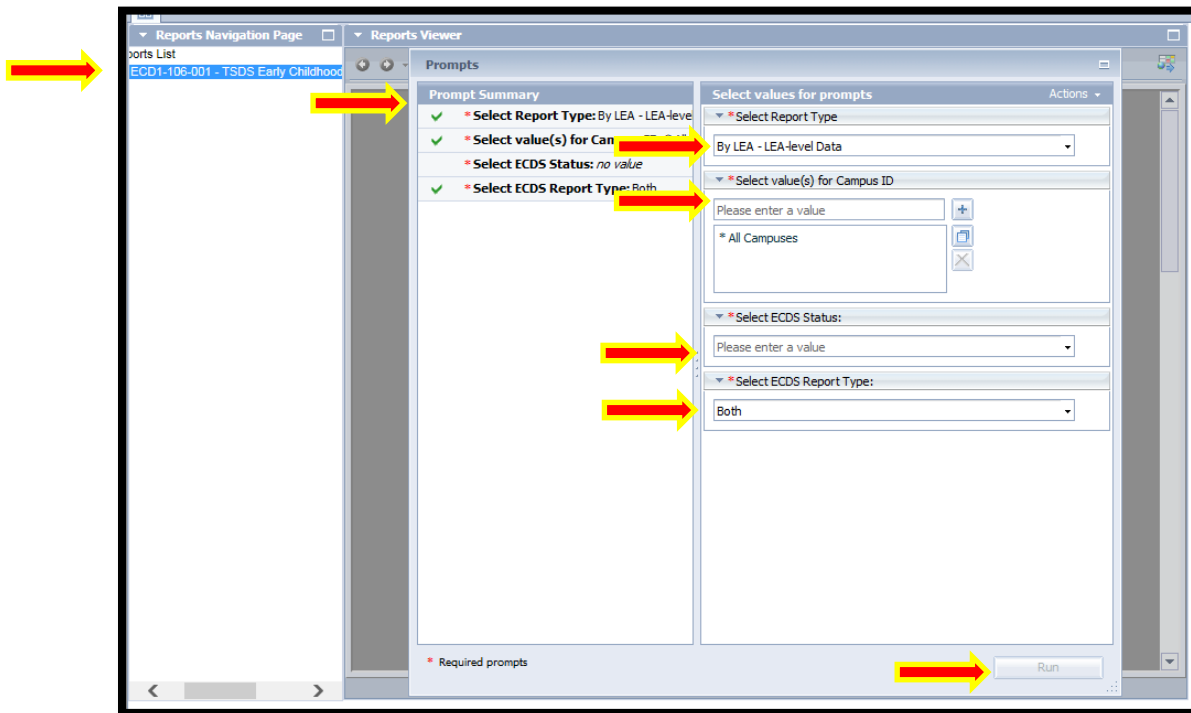 Reports Navigation Page
Reports Viewer
orts List
ECD1-106-001 - TSDS Early Childhood
Prompts
Prompt Summary
* Select Report Type: By LEA - LEA-leve
* Select value(s) for Cam
* Select ECDS Status: no value
* Select ECDS Report Type: Both
Select values for prompts
Actions
* Select Report Type
By LEA - LEA-level Data
* Select value(s) for Campus ID
Please enter a value
* All Campuses
* Select ECDS Status:
Please enter a value
* Select ECDS Report Type:
Both
* Required prompts
Run